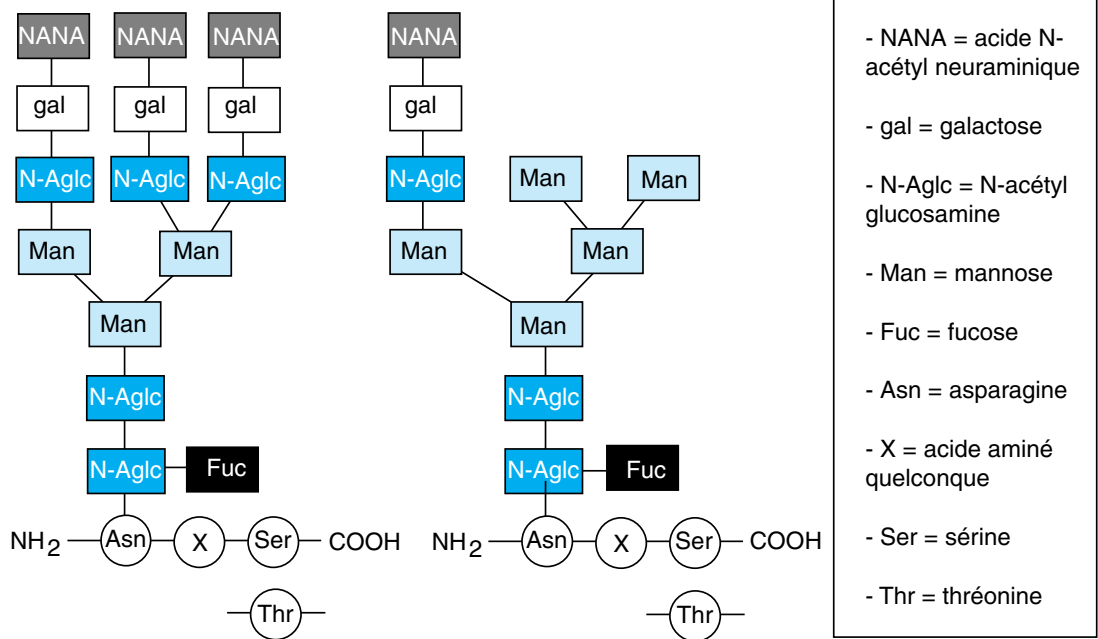 NANA NANA NANA
gal gal gal
N-Aglc N-Aglc N-Aglc
Man Man
Man
N-Aglc
N-Aglc Fuc
NH2 Asn X Ser COOH
Thr
NANA
gal
N-Aglc Man Man
Man Man
Man
N-Aglc
N-Aglc Fuc
NH2 Asn X Ser COOH
Thr
- NANA = acide N-
acétyl neuraminique
- gal = galactose
- N-Aglc = N-acétyl
glucosamine
- Man = mannose
- Fuc = fucose
- Asn = asparagine
- X = acide aminé
quelconque
- Ser = sérine
- Thr = thréonine